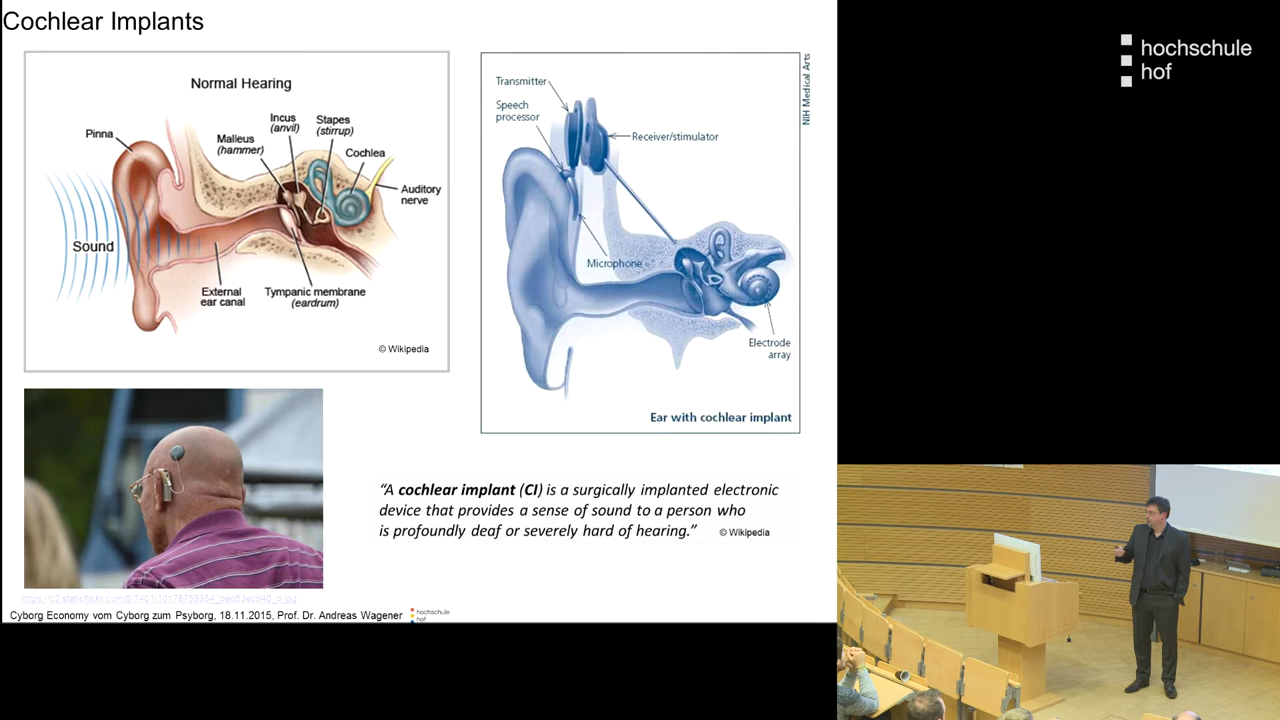 Cochlear Implants
Normal Hearing
Pinna
Malleus
(hammer)
Incus
(anvil)
Stapes
(stirrup)
Cochlea
Auditory
nerve
Sound
External
ear canal
Tympanic membrane
(eardrum)
© Wikipedia
Transmitter
Speech
processor
Receiver/stimulator
Microphone
Electrode
array
Ear with cochlear implant
NIH Medical Arts
“A cochlear implant (CI) is a surgically implanted electronic
device that provides a sense of sound to a person who
is profoundly deaf or severely hard of hearing.” © Wikipedia
Cyborg Economy vom Cyborg zum Psyborg, 18.11.2015, Prof. Dr. Andreas Wagener
hochschule
hof
hochschule
hof